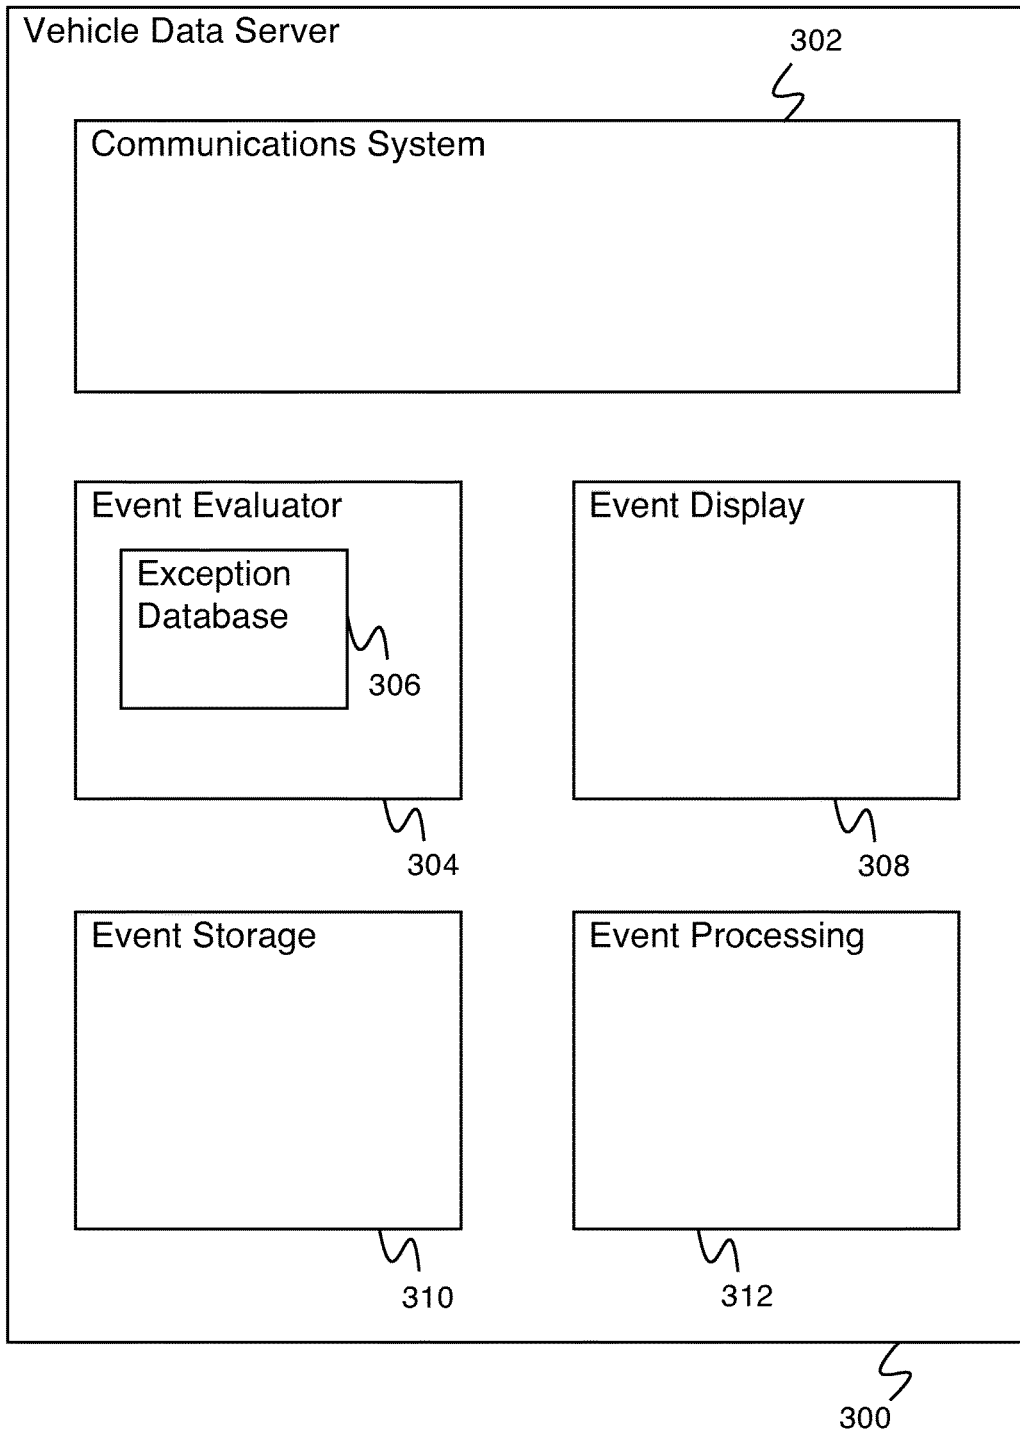 Vehicle Data Server
302
Communications System
Event Evaluator
Exception
Database
306
304
Event Display
308
Event Storage
310
Event Processing
312
300